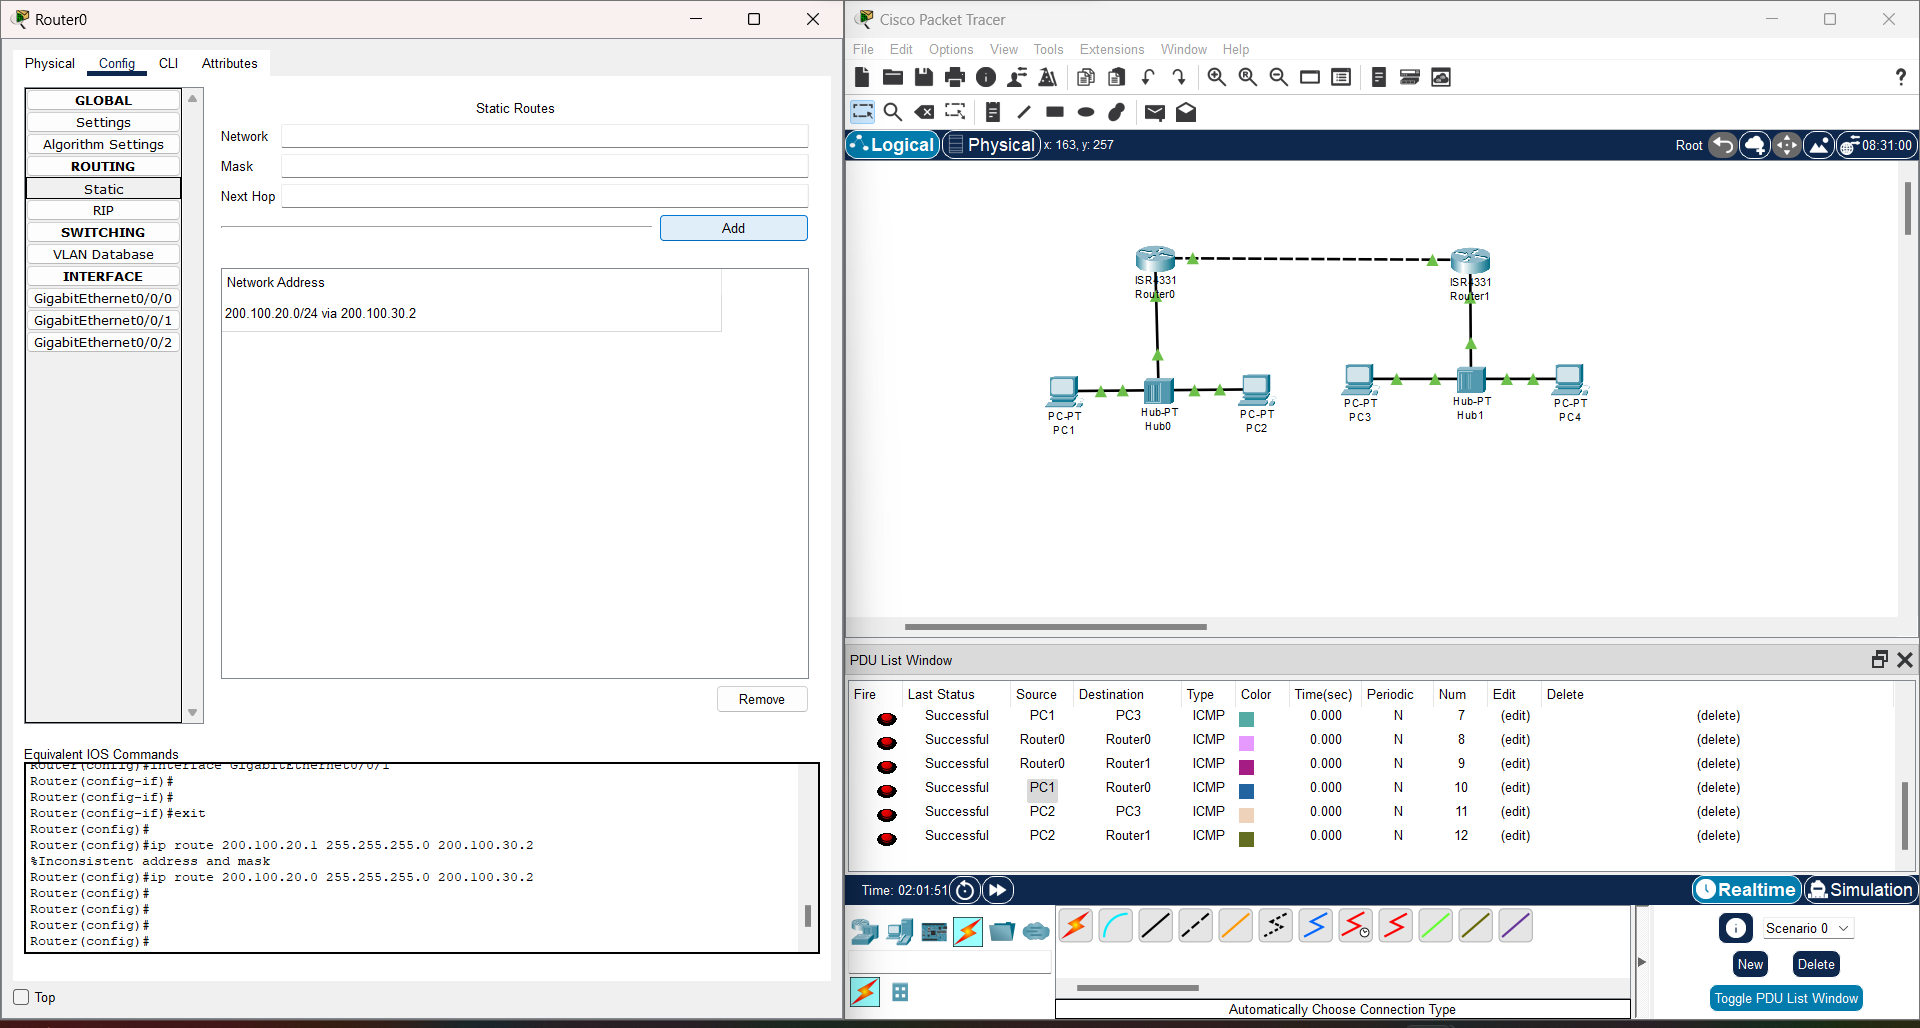 Router0
Physical Config CLI Attributes
GLOBAL
Settings
Algorithm Settings
ROUTING
Static
RIP
SWITCHING
VLAN Database
INTERFACE
GigabitEthernet0/0/0
GigabitEthernet0/0/1
GigabitEthernet0/0/2
Static Routes
Network
Mask
Next Hop
Add
Network Address
200.100.20.0/24 via 200.100.30.2
Remove
Equivalent IOS Commands
Router(config)#interface GigabitEthernet0/0/1
Router(config-if)#
Router(config-if)#
Router(config-if)#exit
Router(config)#
Router(config)#ip route 200.100.20.1 255.255.255.0 200.100.30.2
%Inconsistent address and mask
Router(config)#ip route 200.100.20.0 255.255.255.0 200.100.30.2
Router(config)#
Router(config)#
Router(config)#
Router(config)#
Top
Cisco Packet Tracer
File Edit Options View Tools Extensions Window Help
Logical Physical x: 163, y: 257
Root 08:31:00
ISR4331
Router0
ISR4331
Router1
PC-PT
PC1
Hub-PT
Hub0
PC-PT
PC2
PC-PT
PC3
Hub-PT
Hub1
PC-PT
PC4
PDU List Window
Fire Last Status Source Destination Type Color Time(sec) Periodic Num Edit Delete
Successful PC1 PC3 ICMP 0.000 N 7 (edit) (delete)
Successful Router0 Router0 ICMP 0.000 N 8 (edit) (delete)
Successful Router0 Router1 ICMP 0.000 N 9 (edit) (delete)
Successful PC1 Router0 ICMP 0.000 N 10 (edit) (delete)
Successful PC2 PC3 ICMP 0.000 N 11 (edit) (delete)
Successful PC2 Router1 ICMP 0.000 N 12 (edit) (delete)
Time: 02:01:51
Realtime Simulation
Scenario 0
New Delete
Toggle PDU List Window
Automatically Choose Connection Type